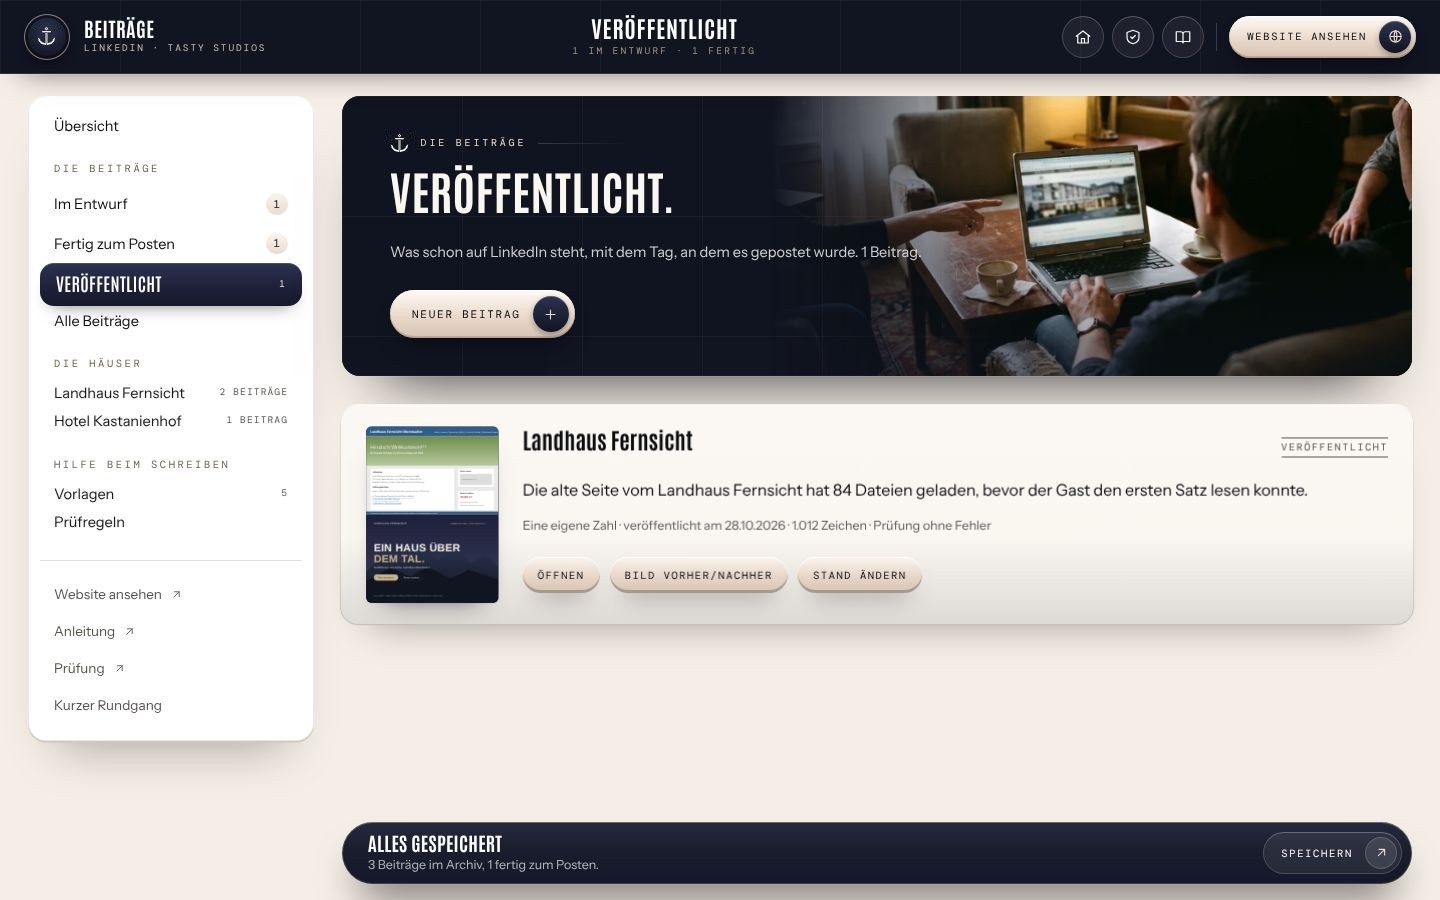 BEITRÄGE
LINKEDIN · TASTY STUDIOS
VERÖFFENTLICHT
1 IM ENTWURF · 1 FERTIG
WEBSITE ANSEHEN
Übersicht
DIE BEITRÄGE
Im Entwurf 1
Fertig zum Posten 1
VERÖFFENTLICHT 1
Alle Beiträge
DIE HÄUSER
Landhaus Fernsicht 2 BEITRÄGE
Hotel Kastanienhof 1 BEITRAG
HILFE BEIM SCHREIBEN
Vorlagen 5
Prüfregeln
Website ansehen
Anleitung
Prüfung
Kurzer Rundgang
DIE BEITRÄGE
VERÖFFENTLICHT.
Was schon auf LinkedIn steht, mit dem Tag, an dem es gepostet wurde. 1 Beitrag.
NEUER BEITRAG
EIN HAUS ÜBER
DEM TAL.
Landhaus Fernsicht
VERÖFFENTLICHT
Die alte Seite vom Landhaus Fernsicht hat 84 Dateien geladen, bevor der Gast den ersten Satz lesen konnte.
Eine eigene Zahl · veröffentlicht am 28.10.2026 · 1.012 Zeichen · Prüfung ohne Fehler
ÖFFNEN
BILD VORHER/NACHHER
STAND ÄNDERN
ALLES GESPEICHERT
3 Beiträge im Archiv, 1 fertig zum Posten.
SPEICHERN